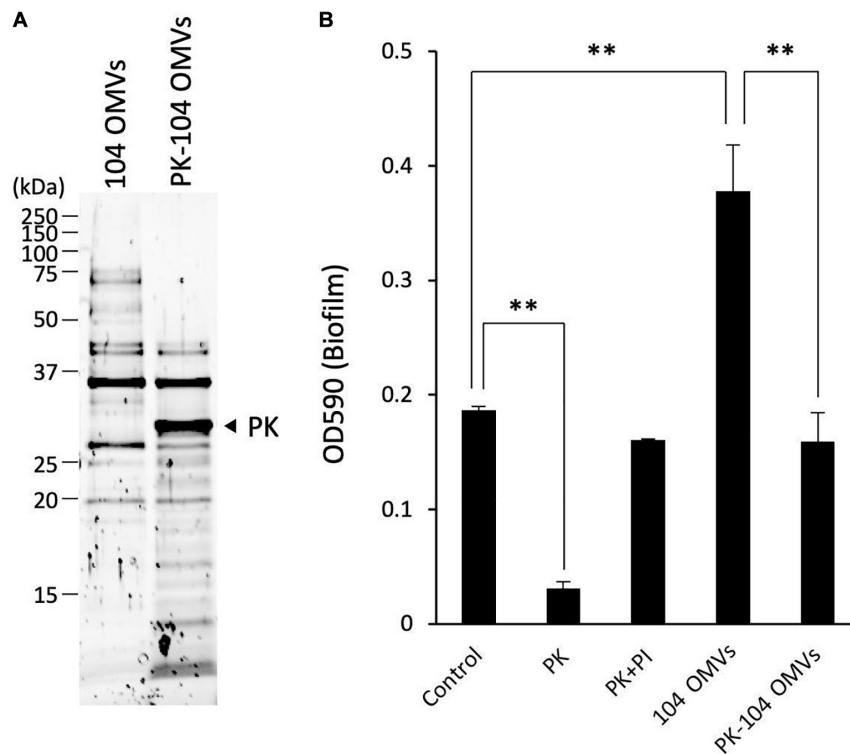 A
104 OMVs
PK-104 OMVs
(kDa)
250
150
100
75
50
37
25
20
15
◄ PK
B
OD590 (Biofilm)
0.5
0.4
0.3
0.2
0.1
0
**
**
**
Control
PK
PK+PI
104 OMVs
PK-104 OMVs